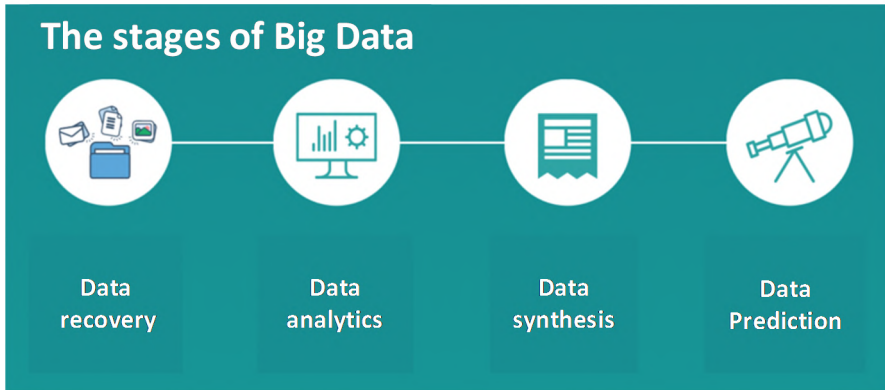 The stages of Big Data
Data
recovery
Data
analytics
Data
synthesis
Data
Prediction